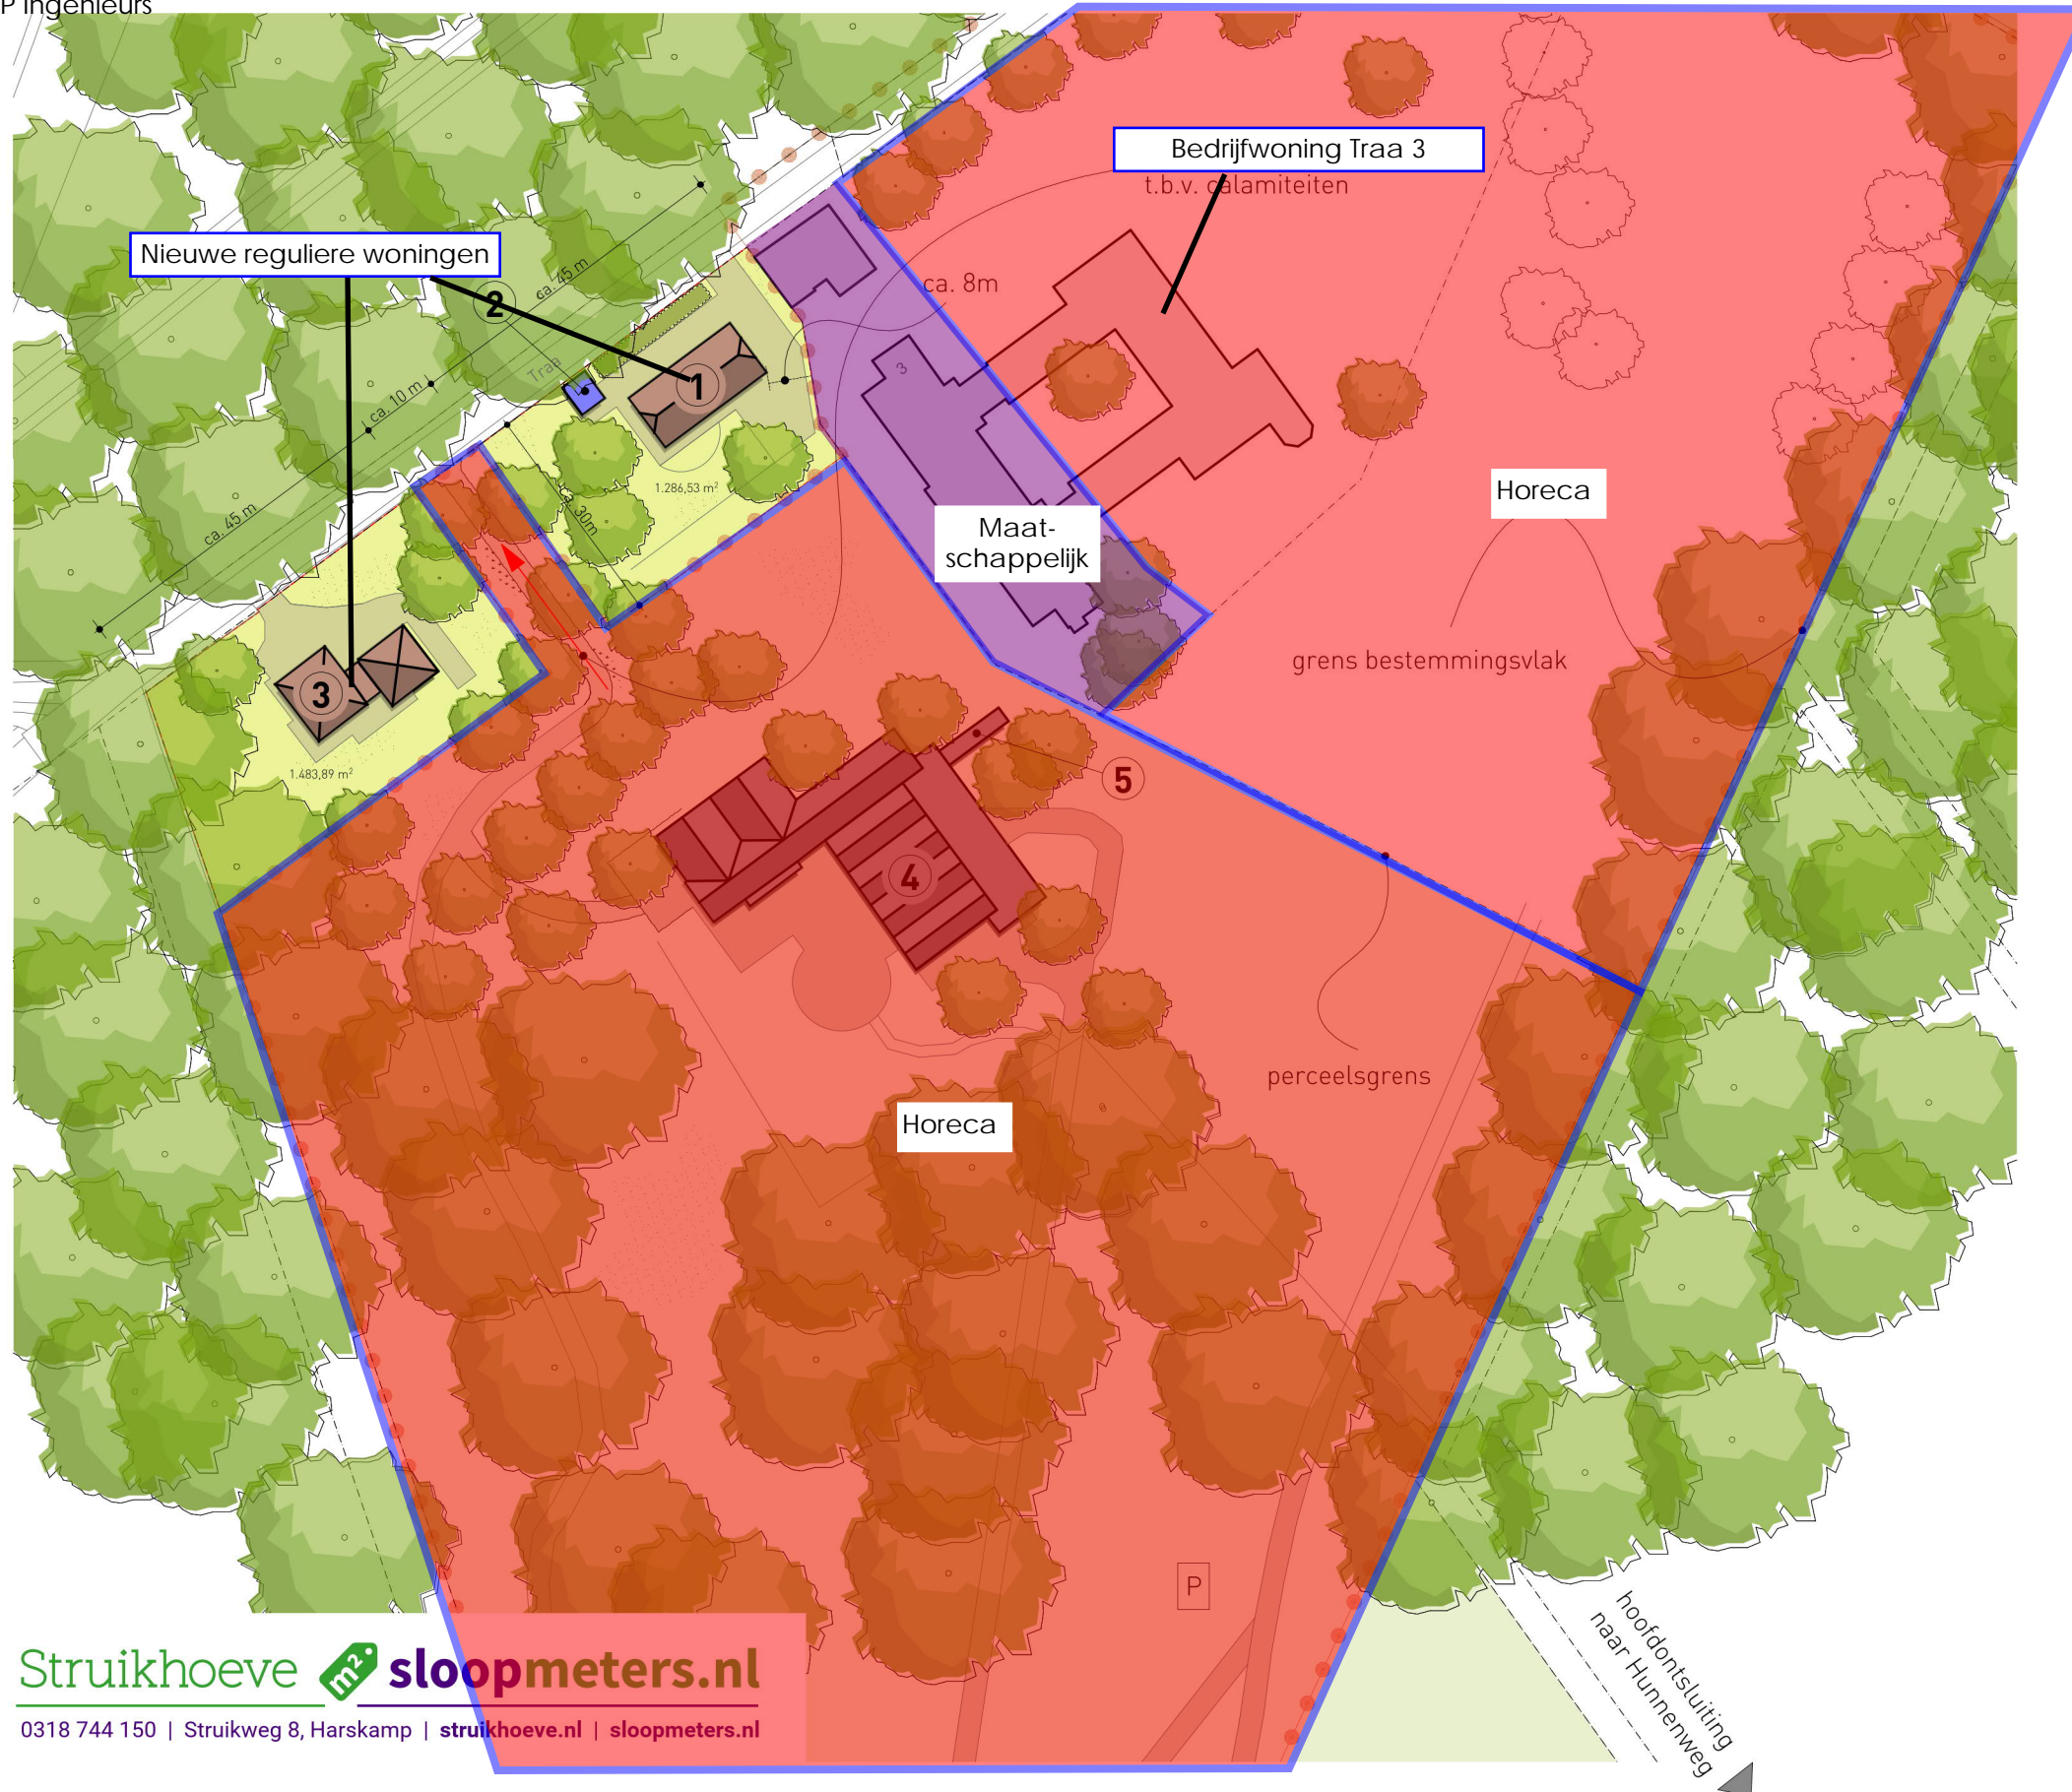 P Ingenieurs
Bedrijfwoning Traa 3
t.b.v. calamiteiten
Nieuwe reguliere woningen
2
ca. 45 m
ca. 8m
Traa
1
3
ca. 10 m
1.286,53 m²
ca. 30m
ca. 45 m
Horeca
Maat-
schappelijk
grens bestemmingsvlak
3
1.483,89 m²
5
4
perceelsgrens
Horeca
P
hoofdontsluiting
naar Hunnenweg
Struikhoeve m². sloopmeters.nl
0318 744 150 | Struikweg 8, Harskamp | struikhoeve.nl | sloopmeters.nl